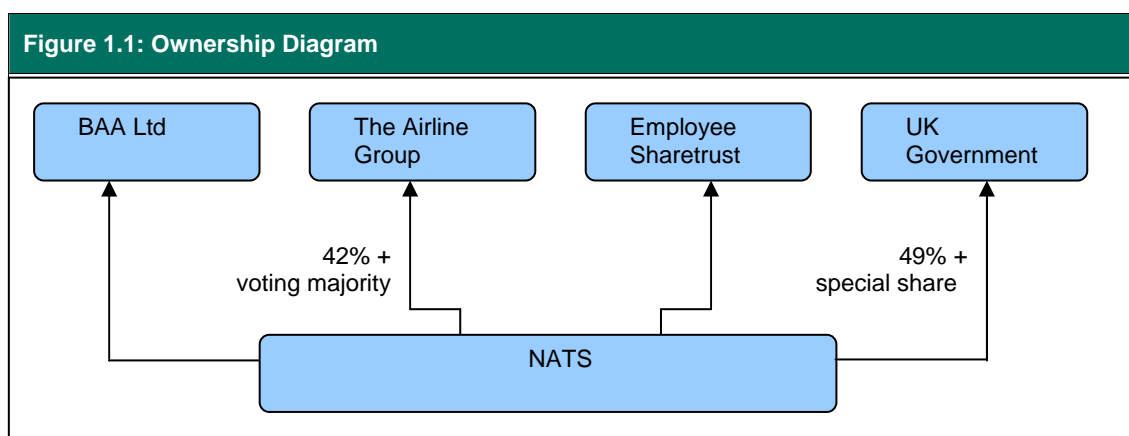 Figure 1.1: Ownership Diagram
BAA Ltd
The Airline
Group
Employee
Sharetrust
UK
Government
42% +
voting majority
49% +
special share
NATS